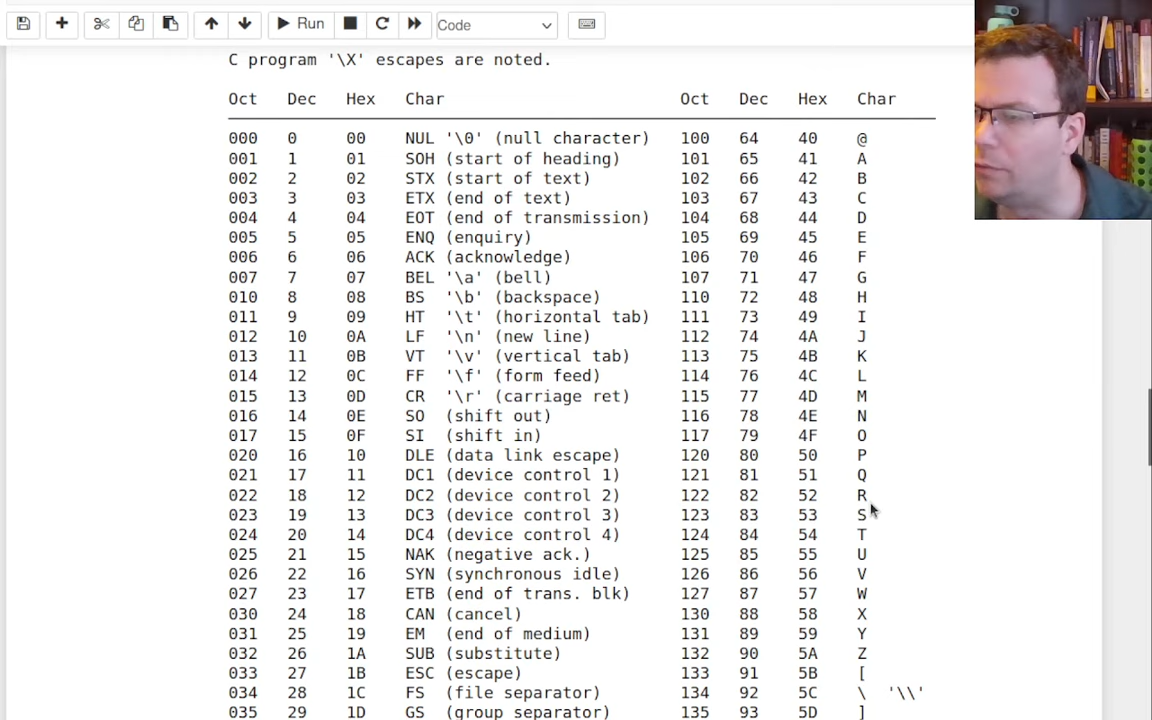 Run Code
C program '\X' escapes are noted.
Oct Dec Hex Char Oct Dec Hex Char
000 0 00 NUL '\0' (null character) 100 64 40 @
001 1 01 SOH (start of heading) 101 65 41 A
002 2 02 STX (start of text) 102 66 42 B
003 3 03 ETX (end of text) 103 67 43 C
004 4 04 EOT (end of transmission) 104 68 44 D
005 5 05 ENQ (enquiry) 105 69 45 E
006 6 06 ACK (acknowledge) 106 70 46 F
007 7 07 BEL '\a' (bell) 107 71 47 G
010 8 08 BS '\b' (backspace) 110 72 48 H
011 9 09 HT '\t' (horizontal tab) 111 73 49 I
012 10 0A LF '\n' (new line) 112 74 4A J
013 11 0B VT '\v' (vertical tab) 113 75 4B K
014 12 0C FF '\f' (form feed) 114 76 4C L
015 13 0D CR '\r' (carriage ret) 115 77 4D M
016 14 0E SO (shift out) 116 78 4E N
017 15 0F SI (shift in) 117 79 4F O
020 16 10 DLE (data link escape) 120 80 50 P
021 17 11 DC1 (device control 1) 121 81 51 Q
022 18 12 DC2 (device control 2) 122 82 52 R
023 19 13 DC3 (device control 3) 123 83 53 S
024 20 14 DC4 (device control 4) 124 84 54 T
025 21 15 NAK (negative ack.) 125 85 55 U
026 22 16 SYN (synchronous idle) 126 86 56 V
027 23 17 ETB (end of trans. blk) 127 87 57 W
030 24 18 CAN (cancel) 130 88 58 X
031 25 19 EM (end of medium) 131 89 59 Y
032 26 1A SUB (substitute) 132 90 5A Z
033 27 1B ESC (escape) 133 91 5B [
034 28 1C FS (file separator) 134 92 5C \ '\\'
035 29 1D GS (group separator) 135 93 5D ]